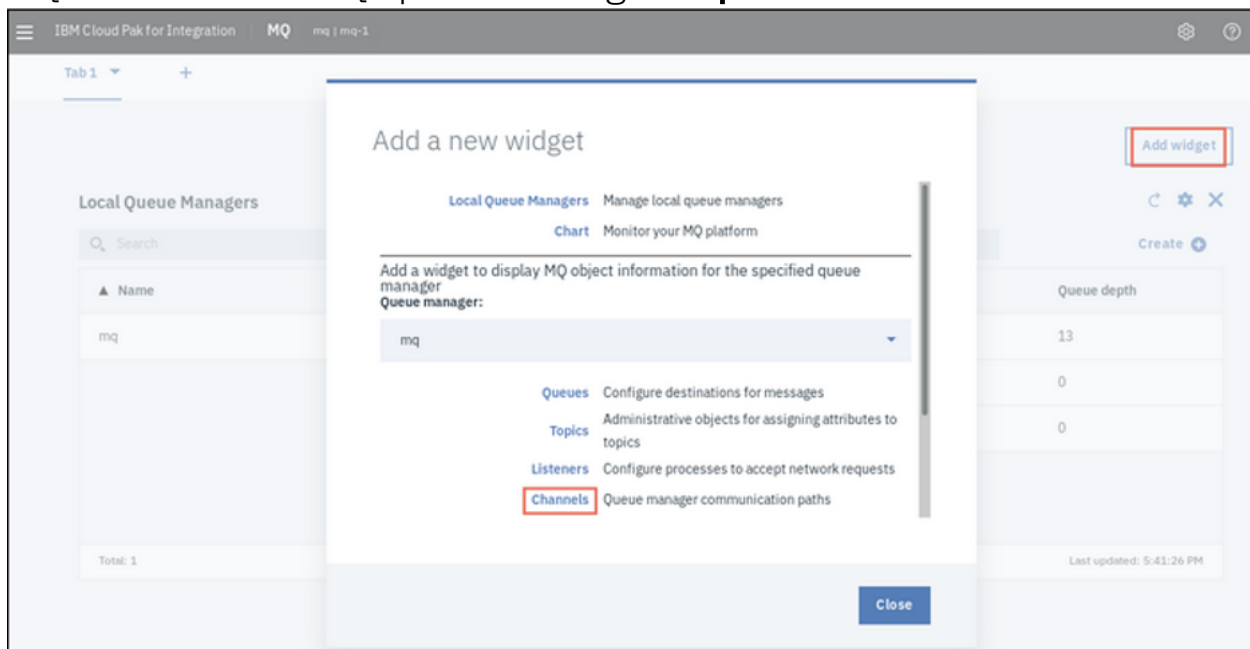 IBM Cloud Pak for Integration MQ mq | mq-1
Tab 1 +
Add a new widget
Add widget
Local Queue Managers Manage local queue managers
Chart Monitor your MQ platform
Local Queue Managers
Search
Create
Add a widget to display MQ object information for the specified queue
manager
Queue manager:
mq
Name
Queue depth
mq
13
0
0
Queues Configure destinations for messages
Topics Administrative objects for assigning attributes to
topics
Listeners Configure processes to accept network requests
Channels Queue manager communication paths
Total: 1
Last updated: 5:41:26 PM
Close